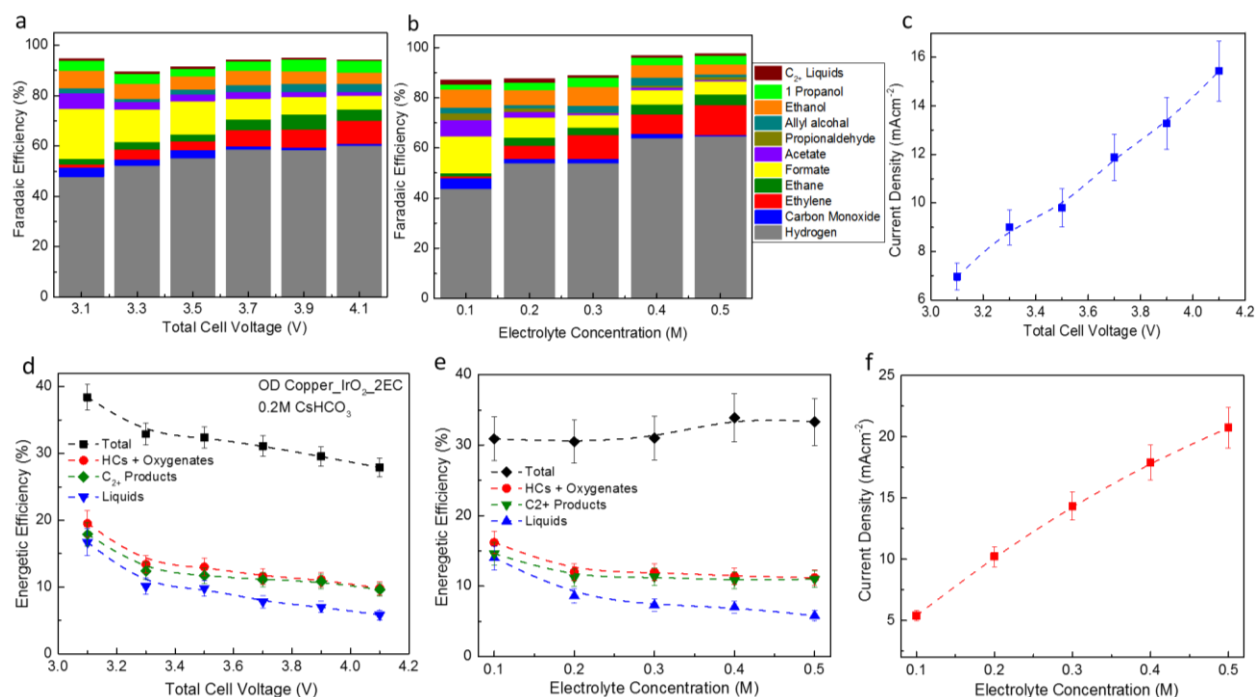 a
100
80
60
40
20
0
Faradaic Efficiency (%)
3.1 3.3 3.5 3.7 3.9 4.1
Total Cell Voltage (V)
b
100
80
60
40
20
0
Faradaic Efficiency (%)
0.1 0.2 0.3 0.4 0.5
Electrolyte Concentration (M)
C₂₊ Liquids
1 Propanol
Ethanol
Allyl alcohal
Propionaldehyde
Acetate
Formate
Ethane
Ethylene
Carbon Monoxide
Hydrogen
c
16
14
12
10
8
6
Current Density (mAcm⁻²)
3.0 3.2 3.4 3.6 3.8 4.0 4.2
Total Cell Voltage (V)
d
40
30
20
10
0
Energetic Efficiency (%)
OD Copper_IrO₂_2EC
0.2M CsHCO₃
Total
HCs + Oxygenates
C₂₊ Products
Liquids
3.0 3.2 3.4 3.6 3.8 4.0 4.2
Total Cell Voltage (V)
e
40
30
20
10
0
Eneregetic Efficiency (%)
Total
HCs + Oxygenates
C2+ Products
Liquids
0.1 0.2 0.3 0.4 0.5
Electrolyte Concentration (M)
f
25
20
15
10
5
Current Density (mAcm⁻²)
0.1 0.2 0.3 0.4 0.5
Electrolyte Concentration (M)